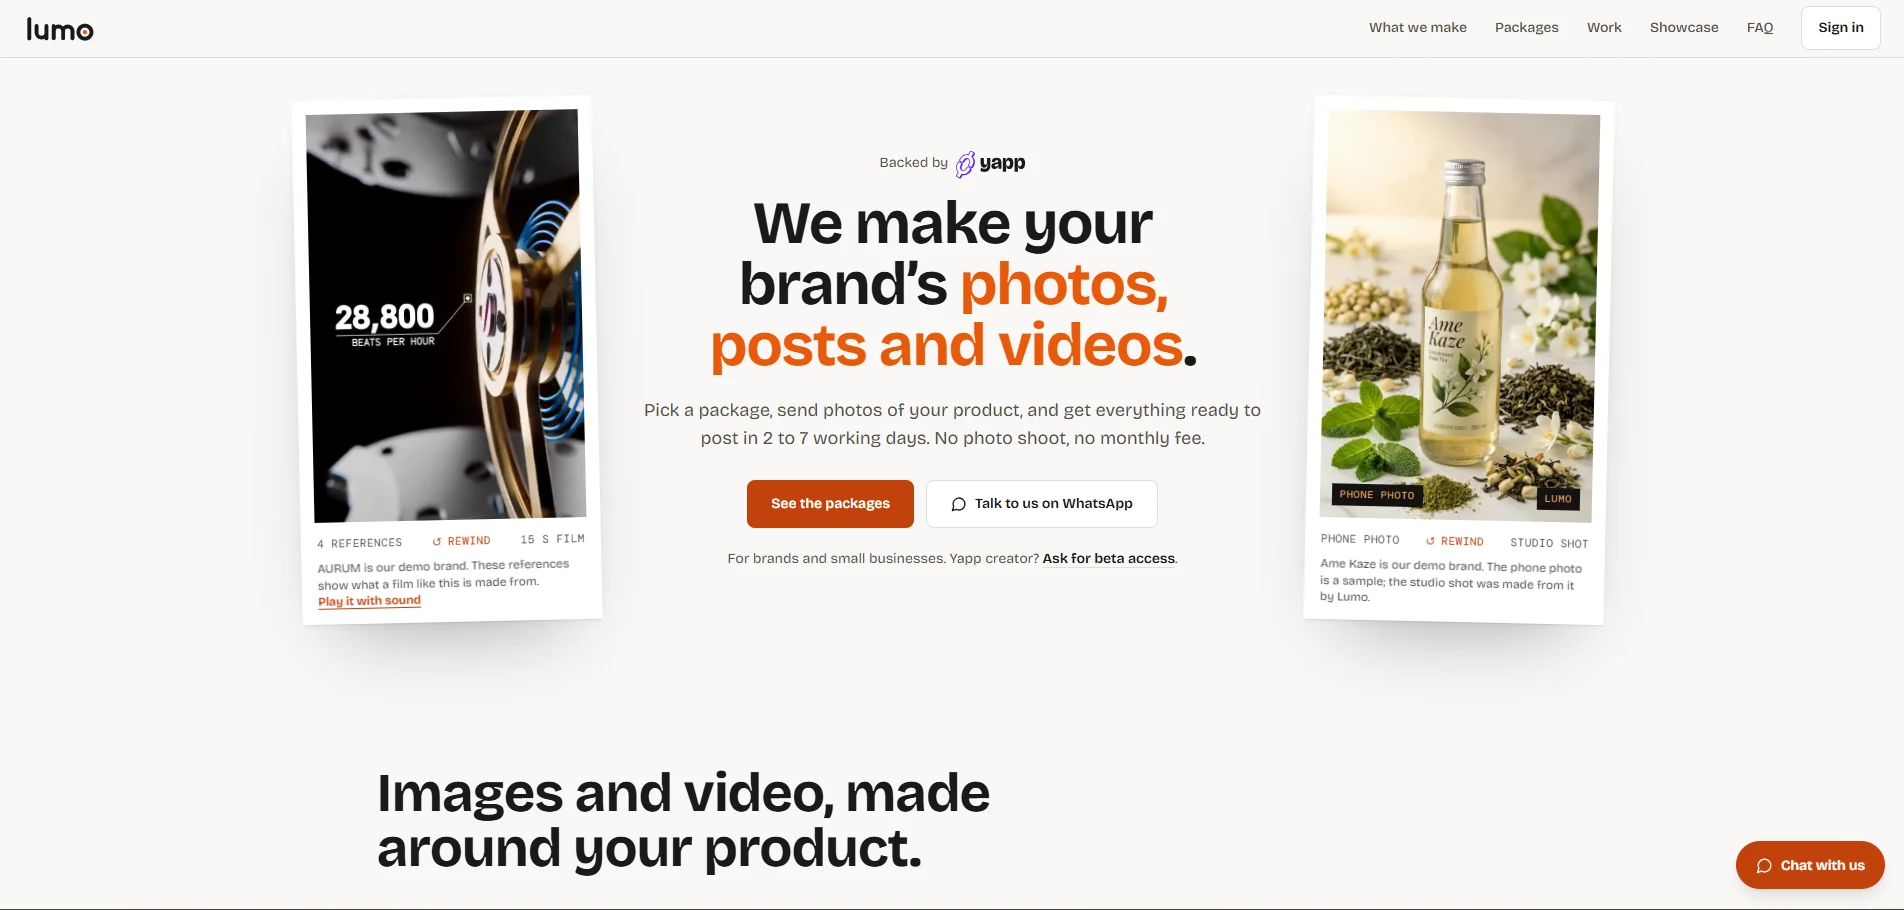 lumo
What we make
Packages
Work
Showcase
FAQ
Sign in
28,800
BEATS PER HOUR
4 REFERENCES
↺ REWIND
15 S FILM
AURUM is our demo brand. These references
show what a film like this is made from.
Play it with sound
Backed by yapp
We make your
brand’s photos,
posts and videos.
Pick a package, send photos of your product, and get everything ready to
post in 2 to 7 working days. No photo shoot, no monthly fee.
See the packages
Talk to us on WhatsApp
For brands and small businesses. Yapp creator? Ask for beta access.
Ame
Kaze
PHONE PHOTO
LUMO
PHONE PHOTO
↺ REWIND
STUDIO SHOT
Ame Kaze is our demo brand. The phone photo
is a sample; the studio shot was made from it
by Lumo.
Images and video, made
around your product.
Chat with us